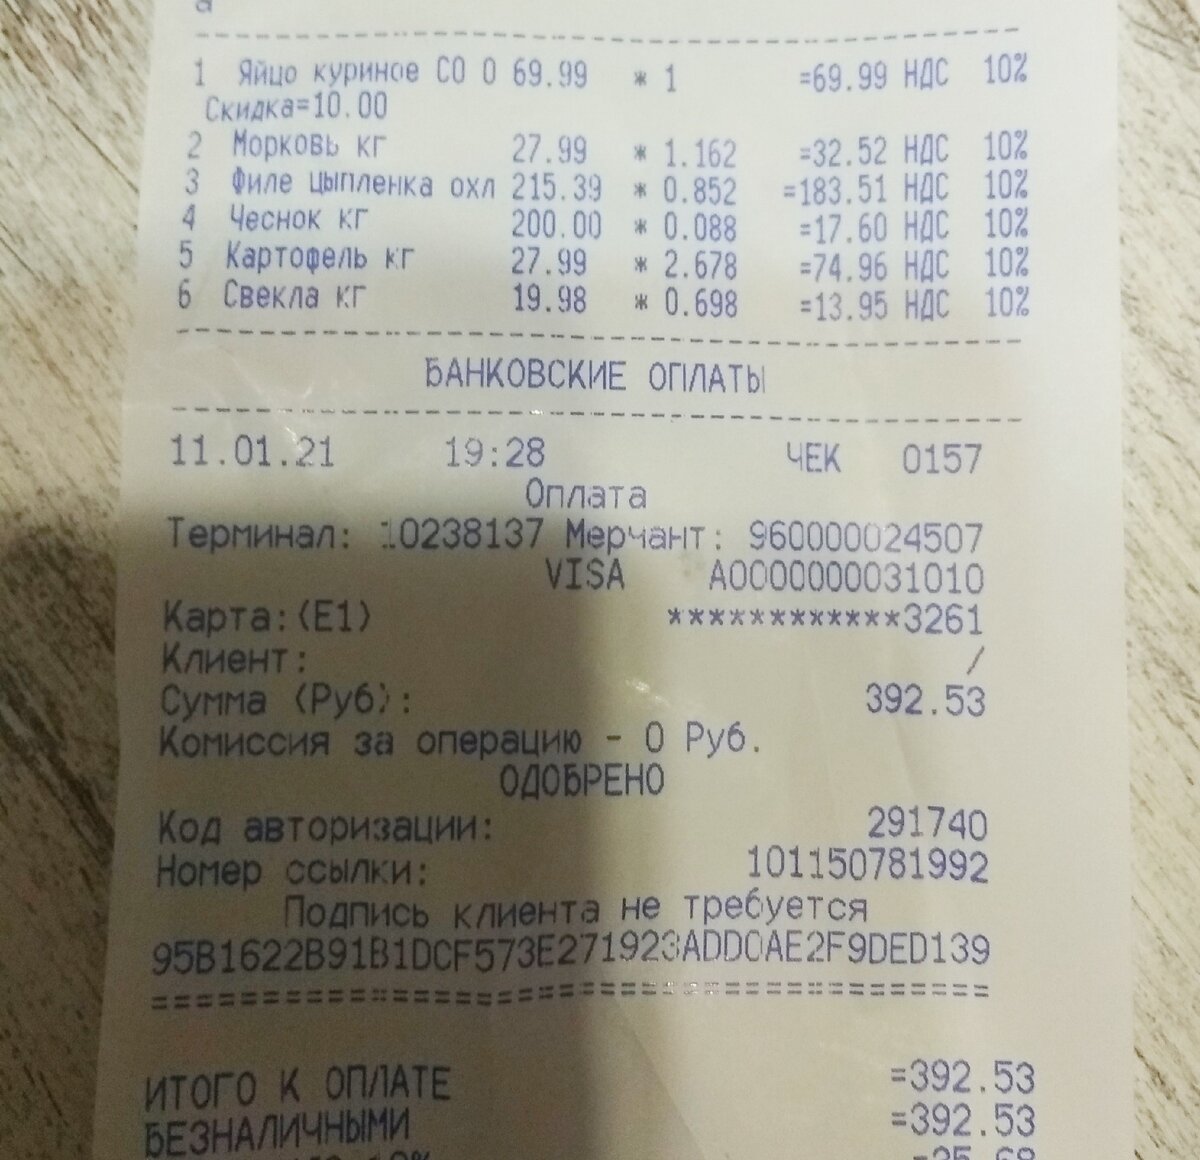 1 Яйцо куриное СО 0 69.99 * 1 =69.99 НДС 10%
Скидка=10.00
2 Морковь кг 27.99 * 1.162 =32.52 НДС 10%
3 Филе цыпленка охл 215.39 * 0.852 =183.51 НДС 10%
4 Чеснок кг 200.00 * 0.088 =17.60 НДС 10%
5 Картофель кг 27.99 * 2.678 =74.96 НДС 10%
6 Свекла кг 19.98 * 0.698 =13.95 НДС 10%
БАНКОВСКИЕ ОПЛАТЫ
11.01.21 19:28 ЧЕК 0157
Оплата
Терминал: 10238137 Мерчант: 960000024507
VISA A0000000031010
Карта:(E1) ************3261
Клиент: /
Сумма (Руб): 392.53
Комиссия за операцию - 0 Руб.
ОДОБРЕНО
Код авторизации: 291740
Номер ссылки: 101150781992
Подпись клиента не требуется
95B1622B91B1DCF573E271923ADDCAE2F9DED139
==========================================
ИТОГО К ОПЛАТЕ =392.53
БЕЗНАЛИЧНЫМИ =392.53